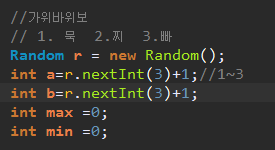 //가위바위보
// 1. 묵 2.찌 3.빠
Random r = new Random();
int a=r.nextInt(3)+1;//1~3
int b=r.nextInt(3)+1;
int max =0;
int min =0;